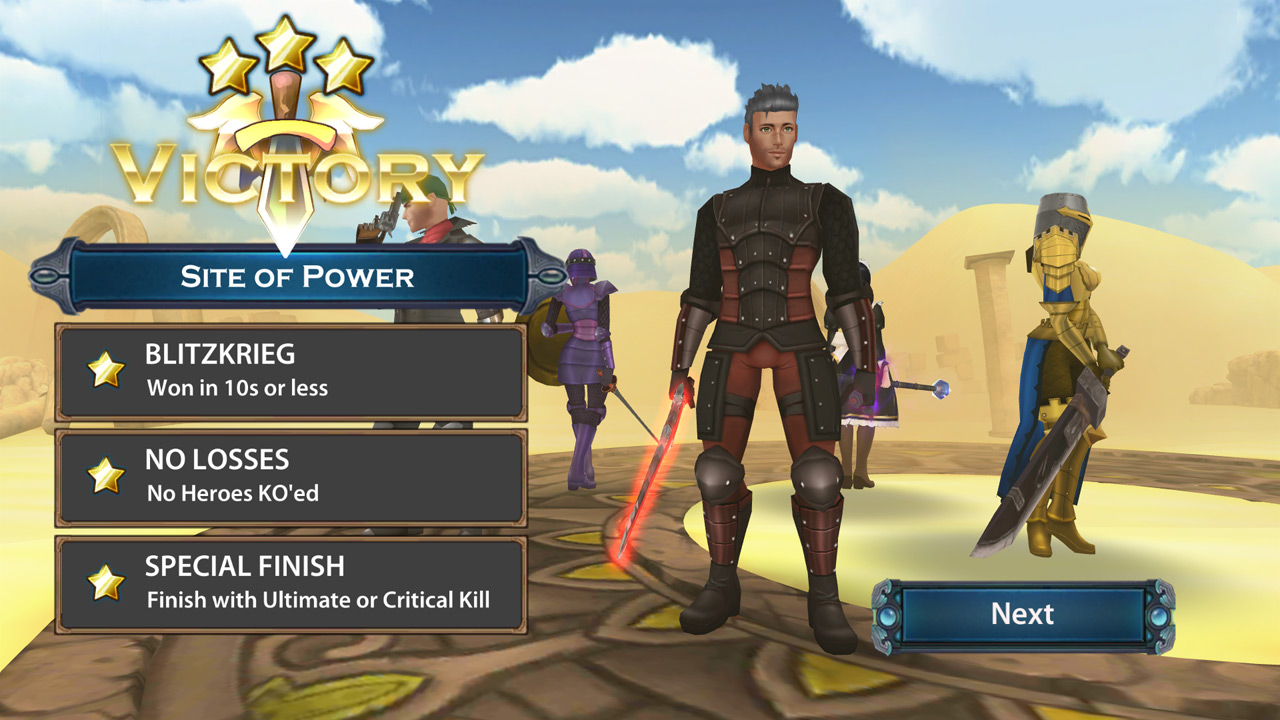 VICTORY
SITE OF POWER
BLITZKRIEG
Won in 10s or less
NO LOSSES
No Heroes KO'ed
SPECIAL FINISH
Finish with Ultimate or Critical Kill
Next